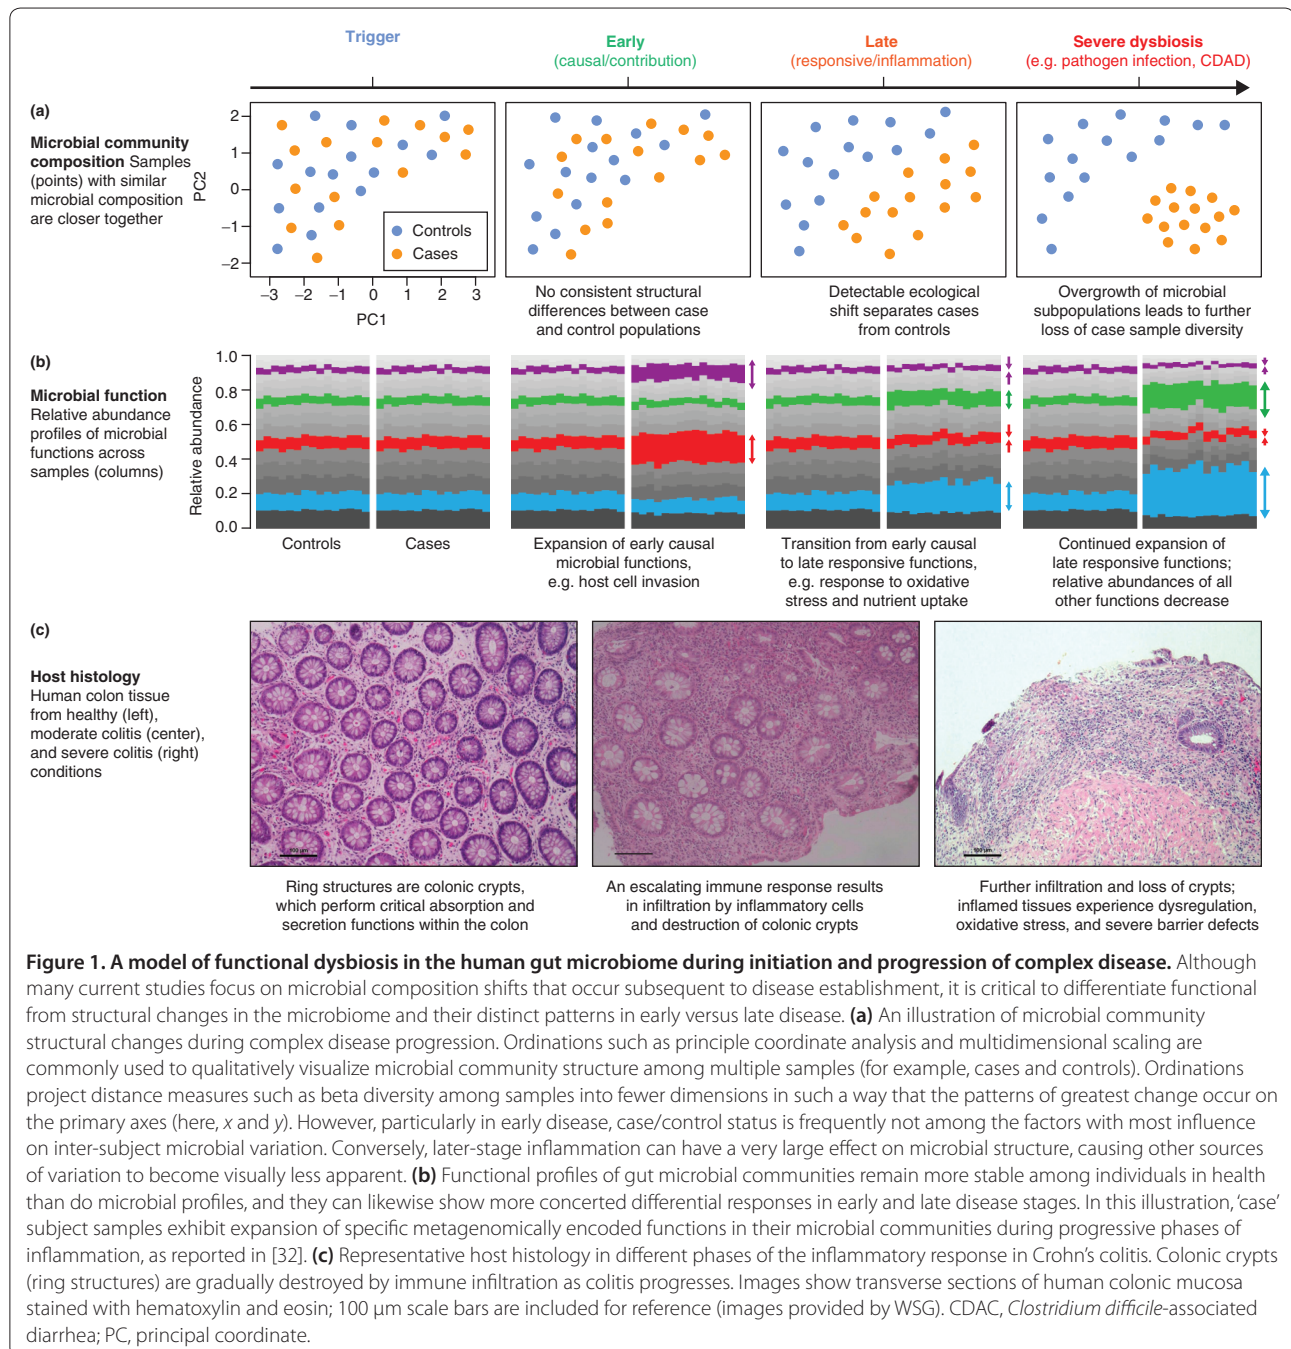 Trigger
Early
(causal/contribution)
Late
(responsive/inflammation)
Severe dysbiosis
(e.g. pathogen infection, CDAD)
(a)
Microbial community
composition Samples
(points) with similar
microbial composition
are closer together
PC2
2
1
0
−1
−2
Controls
Cases
−3 −2 −1 0 1 2 3
PC1
No consistent structural
differences between case
and control populations
Detectable ecological
shift separates cases
from controls
Overgrowth of microbial
subpopulations leads to further
loss of case sample diversity
(b)
Microbial function
Relative abundance
profiles of microbial
functions across
samples (columns)
Relative abundance
1.0
0.8
0.6
0.4
0.2
0.0
Controls
Cases
Expansion of early causal
microbial functions,
e.g. host cell invasion
Transition from early causal
to late responsive functions,
e.g. response to oxidative
stress and nutrient uptake
Continued expansion of
late responsive functions;
relative abundances of all
other functions decrease
(c)
Host histology
Human colon tissue
from healthy (left),
moderate colitis (center),
and severe colitis (right)
conditions
100 µm
100 µm
Ring structures are colonic crypts,
which perform critical absorption and
secretion functions within the colon
An escalating immune response results
in infiltration by inflammatory cells
and destruction of colonic crypts
Further infiltration and loss of crypts;
inflamed tissues experience dysregulation,
oxidative stress, and severe barrier defects
Figure 1. A model of functional dysbiosis in the human gut microbiome during initiation and progression of complex disease. Although
many current studies focus on microbial composition shifts that occur subsequent to disease establishment, it is critical to differentiate functional
from structural changes in the microbiome and their distinct patterns in early versus late disease. (a) An illustration of microbial community
structural changes during complex disease progression. Ordinations such as principle coordinate analysis and multidimensional scaling are
commonly used to qualitatively visualize microbial community structure among multiple samples (for example, cases and controls). Ordinations
project distance measures such as beta diversity among samples into fewer dimensions in such a way that the patterns of greatest change occur on
the primary axes (here, x and y). However, particularly in early disease, case/control status is frequently not among the factors with most influence
on inter-subject microbial variation. Conversely, later-stage inflammation can have a very large effect on microbial structure, causing other sources
of variation to become visually less apparent. (b) Functional profiles of gut microbial communities remain more stable among individuals in health
than do microbial profiles, and they can likewise show more concerted differential responses in early and late disease stages. In this illustration, ‘case’
subject samples exhibit expansion of specific metagenomically encoded functions in their microbial communities during progressive phases of
inflammation, as reported in [32]. (c) Representative host histology in different phases of the inflammatory response in Crohn’s colitis. Colonic crypts
(ring structures) are gradually destroyed by immune infiltration as colitis progresses. Images show transverse sections of human colonic mucosa
stained with hematoxylin and eosin; 100 µm scale bars are included for reference (images provided by WSG). CDAC, Clostridium difficile-associated
diarrhea; PC, principal coordinate.